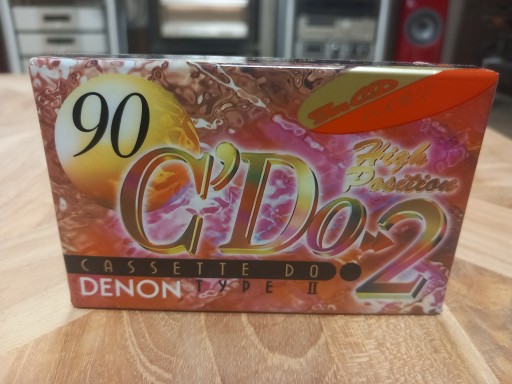 90
High
Position
C'Do·2
CASSETTE DO
DENON TYPE II